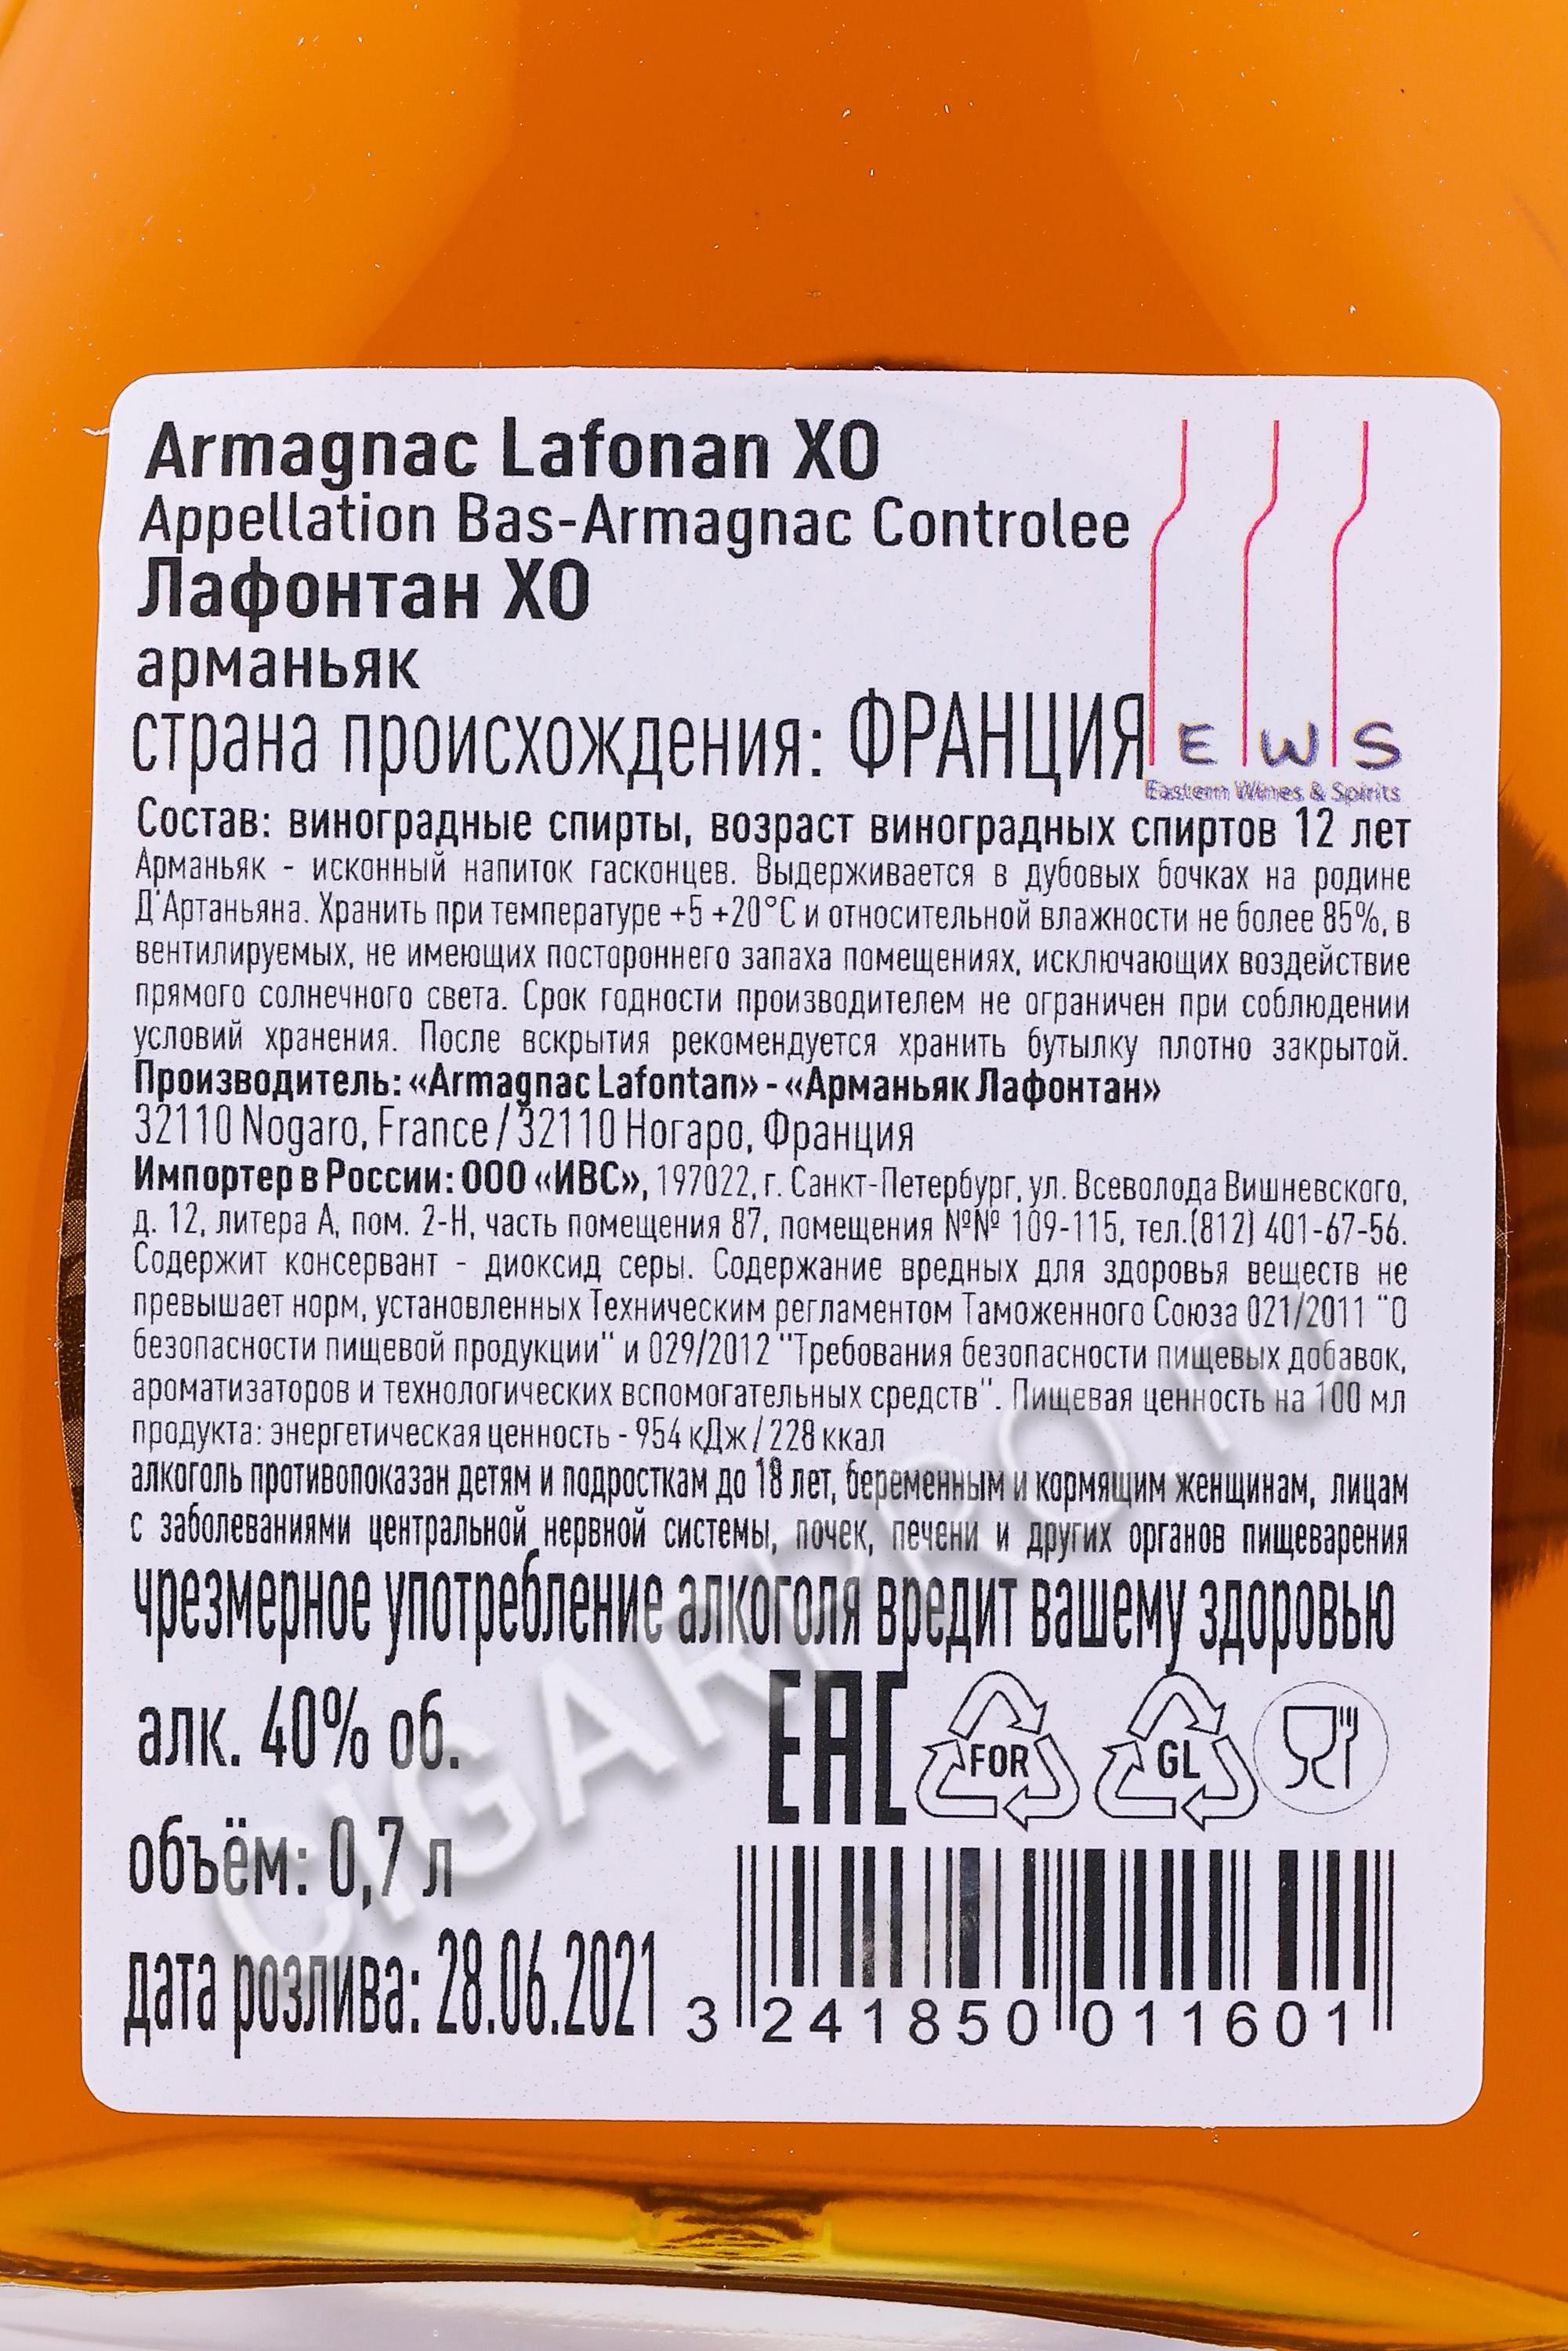 Armagnac Lafonan XO
Appellation Bas-Armagnac Controlee
Лафонтан XO
арманьяк
страна происхождения: ФРАНЦИЯ
E W S
Eastern Wines & Spirits
Состав: виноградные спирты, возраст виноградных спиртов 12 лет
Арманьяк - исконный напиток гасконцев. Выдерживается в дубовых бочках на родине
Д'Артаньяна. Хранить при температуре +5 +20°C и относительной влажности не более 85%, в
вентилируемых, не имеющих постороннего запаха помещениях, исключающих воздействие
прямого солнечного света. Срок годности производителем не ограничен при соблюдении
условий хранения. После вскрытия рекомендуется хранить бутылку плотно закрытой.
Производитель: «Armagnac Lafontan» - «Арманьяк Лафонтан»
32110 Nogaro, France / 32110 Ногаро, Франция
Импортер в России: ООО «ИВС», 197022, г. Санкт-Петербург, ул. Всеволода Вишневского,
д. 12, литера А, пом. 2-Н, часть помещения 87, помещения №№ 109-115, тел.(812) 401-67-56.
Содержит консервант - диоксид серы. Содержание вредных для здоровья веществ не
превышает норм, установленных Техническим регламентом Таможенного Союза 021/2011 "О
безопасности пищевой продукции" и 029/2012 "Требования безопасности пищевых добавок,
ароматизаторов и технологических вспомогательных средств". Пищевая ценность на 100 мл
продукта: энергетическая ценность - 954 кДж / 228 ккал
алкоголь противопоказан детям и подросткам до 18 лет, беременным и кормящим женщинам, лицам
с заболеваниями центральной нервной системы, почек, печени и других органов пищеварения
чрезмерное употребление алкоголя вредит вашему здоровью
алк. 40% об.
EAC FOR GL
объём: 0,7 л
дата розлива: 28.06.2021
3 241850 011601
CIGARPRO.ru